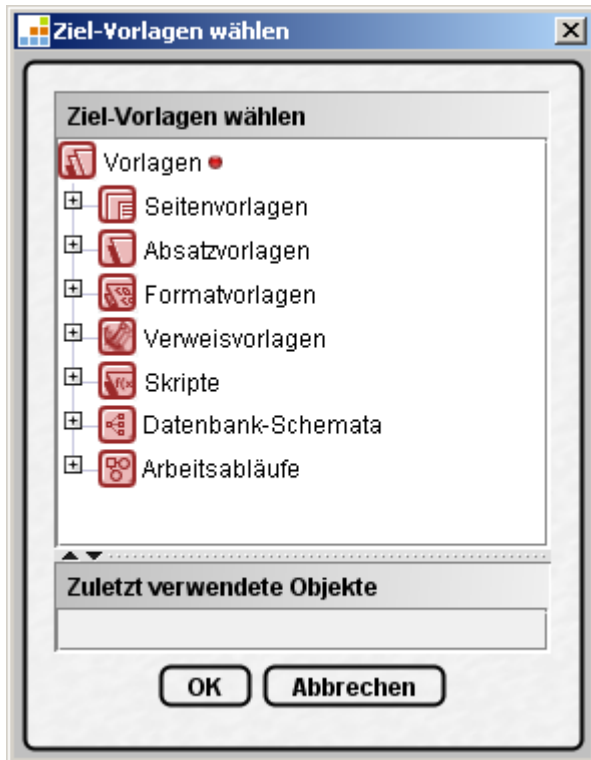 Ziel-Vorlagen wählen
Ziel-Vorlagen wählen
Vorlagen
Seitenvorlagen
Absatzvorlagen
Formatvorlagen
Verweisvorlagen
Skripte
Datenbank-Schemata
Arbeitsabläufe
Zuletzt verwendete Objekte
OK Abbrechen